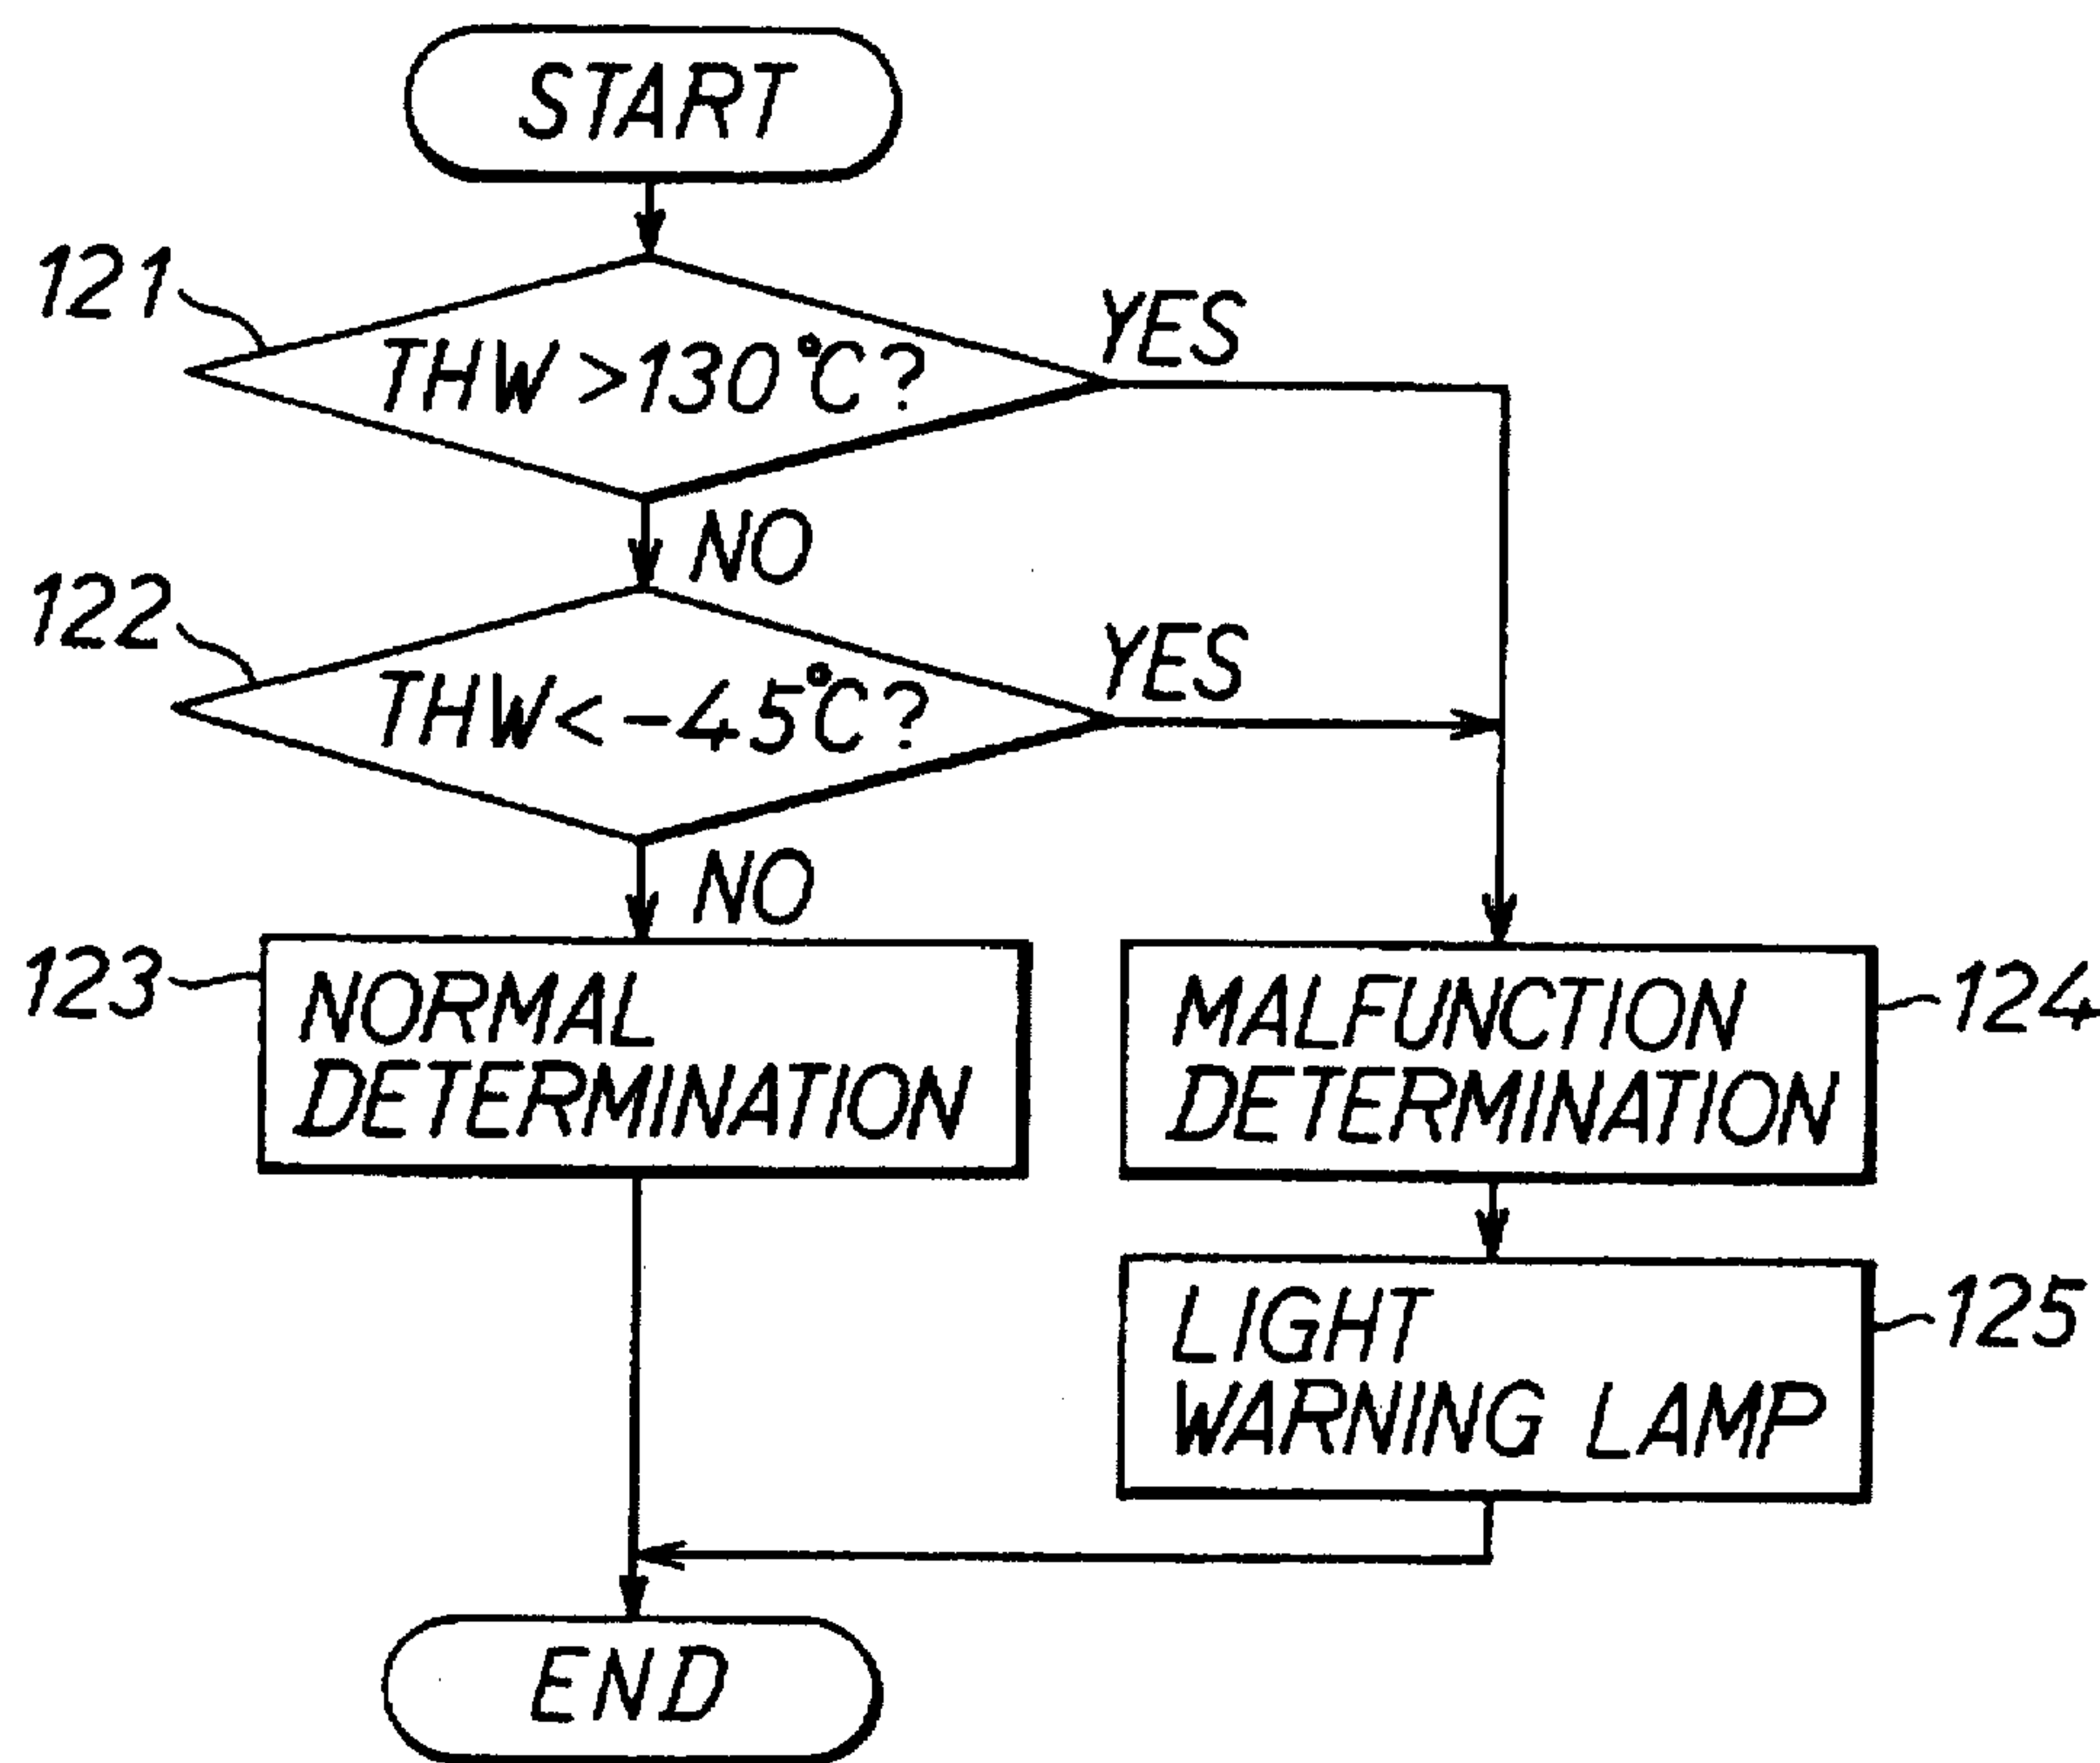 START
121
THW>130°C?
YES
NO
122
THW<-45°C?
YES
NO
123
NORMAL
DETERMINATION
MALFUNCTION
DETERMINATION
124
LIGHT
WARNING LAMP
125
END